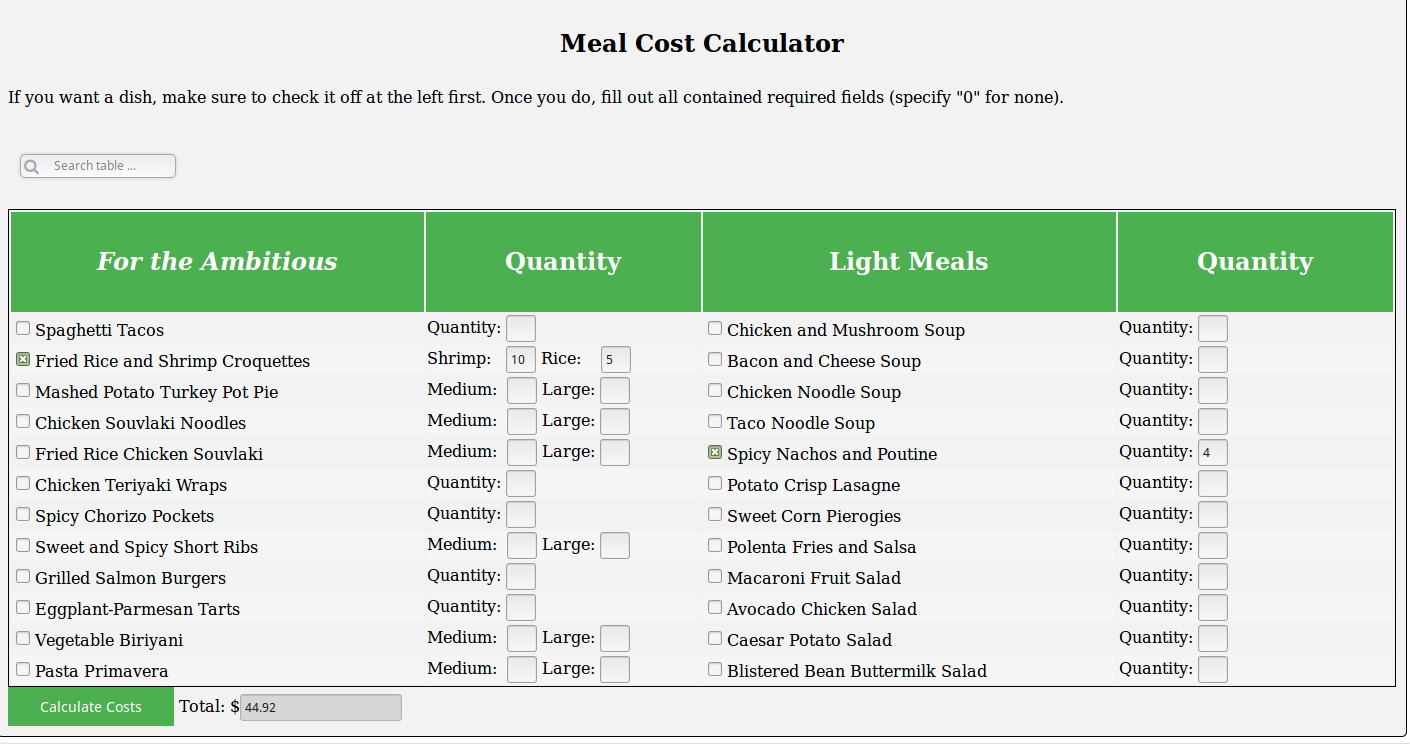 Meal Cost Calculator
If you want a dish, make sure to check it off at the left first. Once you do, fill out all contained required fields (specify "0" for none).
Search table ...
For the Ambitious Quantity Light Meals Quantity
Spaghetti Tacos Quantity: Chicken and Mushroom Soup Quantity:
Fried Rice and Shrimp Croquettes Shrimp: 10 Rice: 5 Bacon and Cheese Soup Quantity:
Mashed Potato Turkey Pot Pie Medium: Large: Chicken Noodle Soup Quantity:
Chicken Souvlaki Noodles Medium: Large: Taco Noodle Soup Quantity:
Fried Rice Chicken Souvlaki Medium: Large: Spicy Nachos and Poutine Quantity: 4
Chicken Teriyaki Wraps Quantity: Potato Crisp Lasagne Quantity:
Spicy Chorizo Pockets Quantity: Sweet Corn Pierogies Quantity:
Sweet and Spicy Short Ribs Medium: Large: Polenta Fries and Salsa Quantity:
Grilled Salmon Burgers Quantity: Macaroni Fruit Salad Quantity:
Eggplant-Parmesan Tarts Quantity: Avocado Chicken Salad Quantity:
Vegetable Biriyani Medium: Large: Caesar Potato Salad Quantity:
Pasta Primavera Medium: Large: Blistered Bean Buttermilk Salad Quantity:
Calculate Costs Total: $44.92